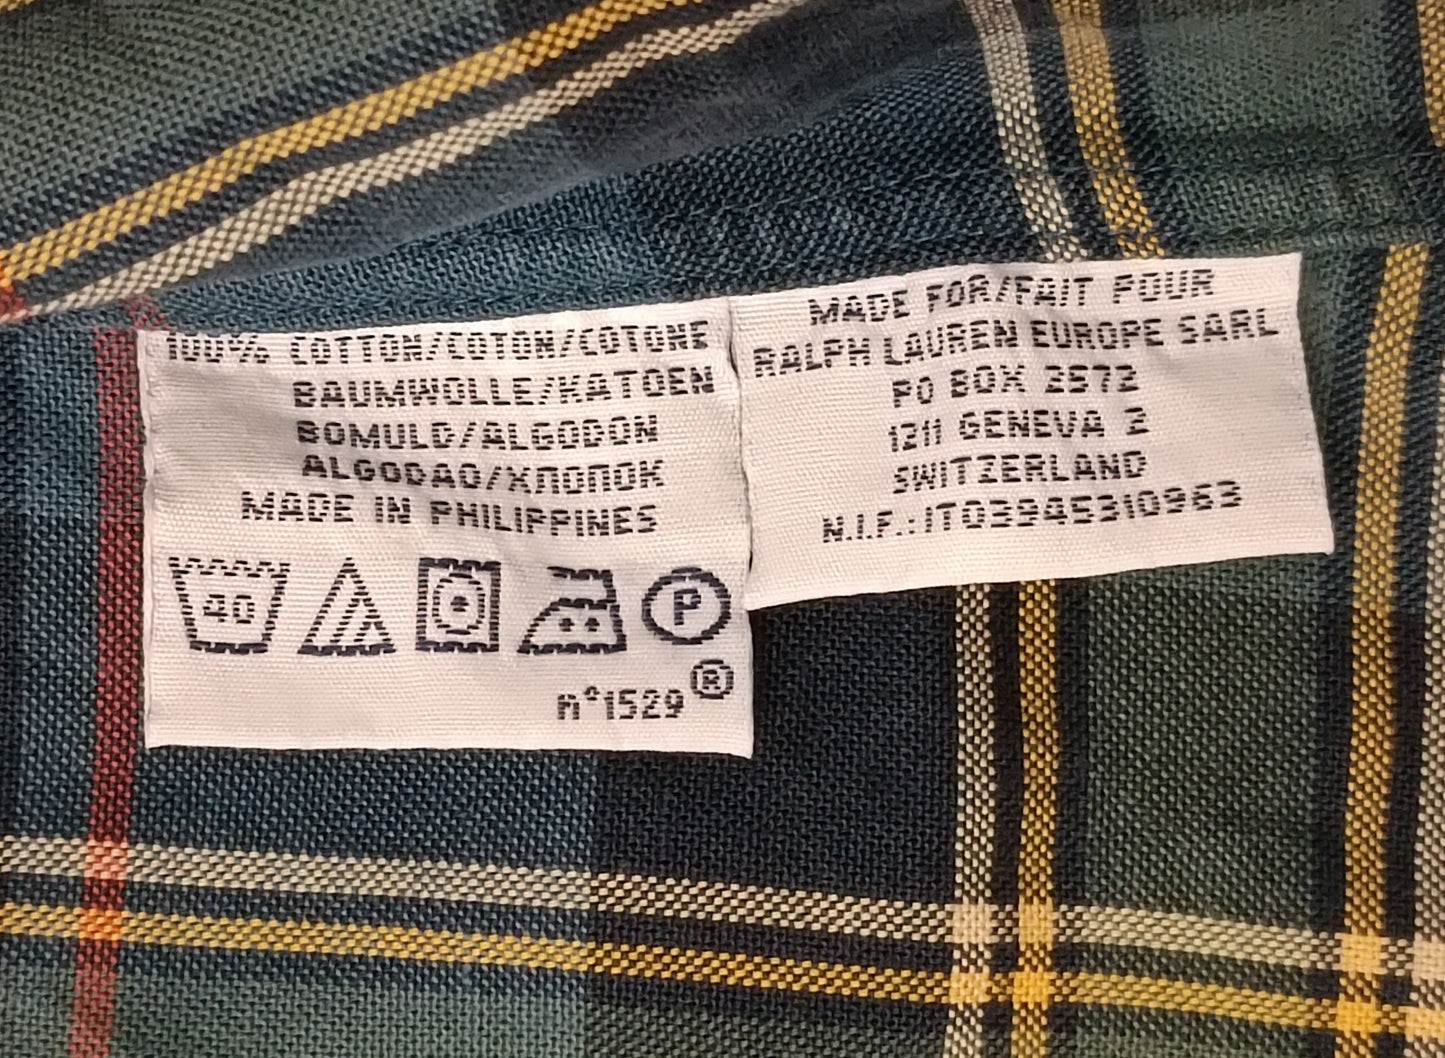 100% COTTON/COTON/COTONE
BAUMWOLLE/KATOEN
BOMULD/ALGODON
ALGODAO/ХЛОПОК
MADE IN PHILIPPINES
40
P
n°1529®
MADE FOR/FAIT POUR
RALPH LAUREN EUROPE SARL
PO BOX 2572
1211 GENEVA 2
SWITZERLAND
N.I.F.:IT03945310963